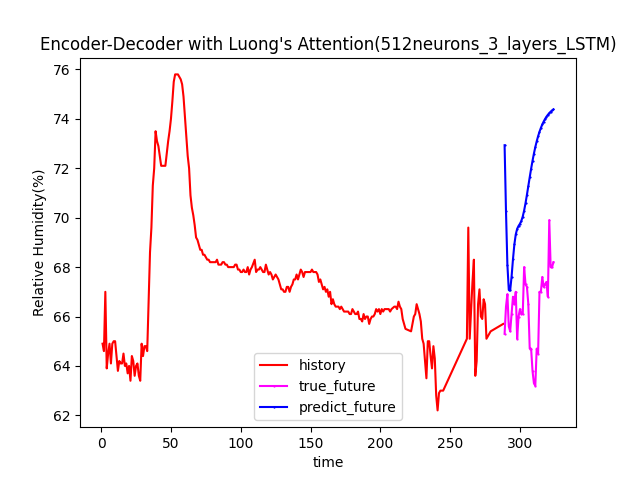 Encoder-Decoder with Luong's Attention(512neurons_3_layers_LSTM)
76
74
72
70
68
66
64
62
Relative Humidity(%)
history
true_future
predict_future
0
50
100
150
200
250
300
time